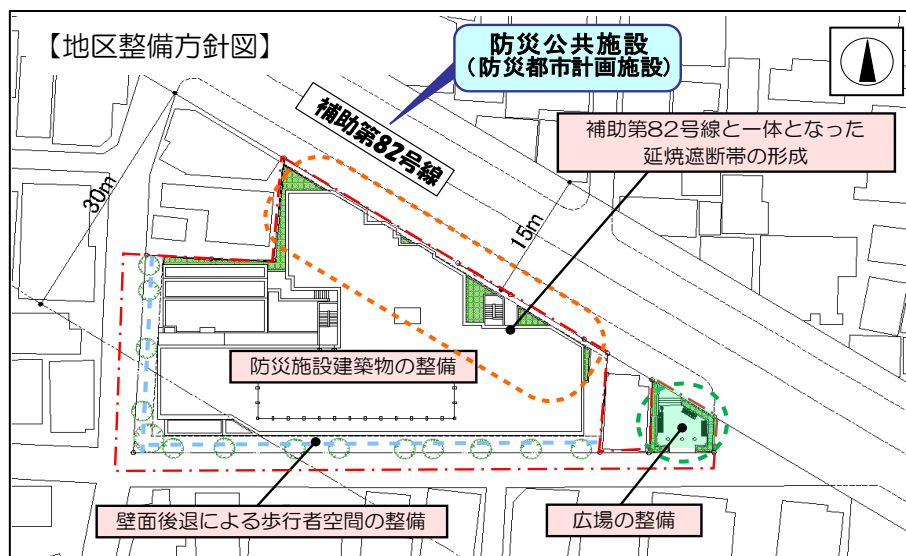 【地区整備方針図】
防災公共施設
(防災都市計画施設)
補助第82号線
補助第82号線と一体となった
延焼遮断帯の形成
30m
15m
防災施設建築物の整備
壁面後退による歩行者空間の整備
広場の整備